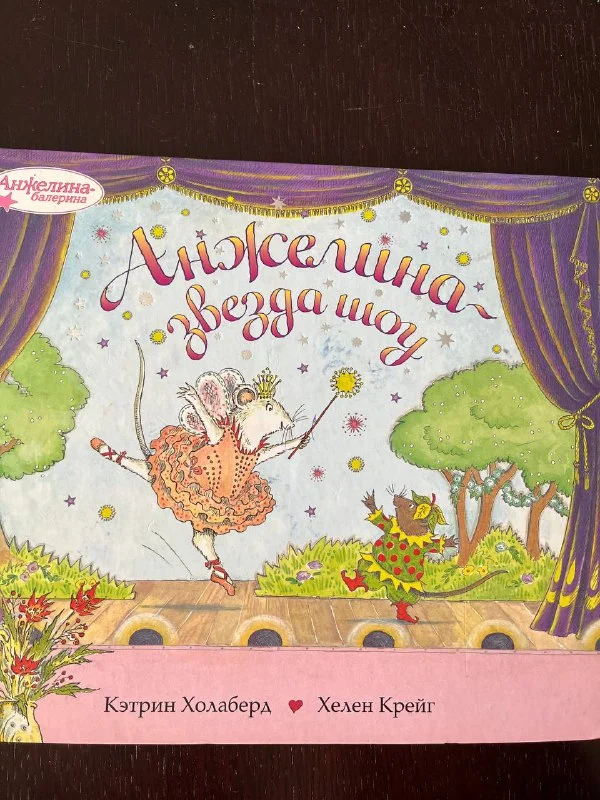 Анжелина-
балерина
Анжелина-
звезда шоу
Кэтрин Холаберд ♥ Хелен Крейг